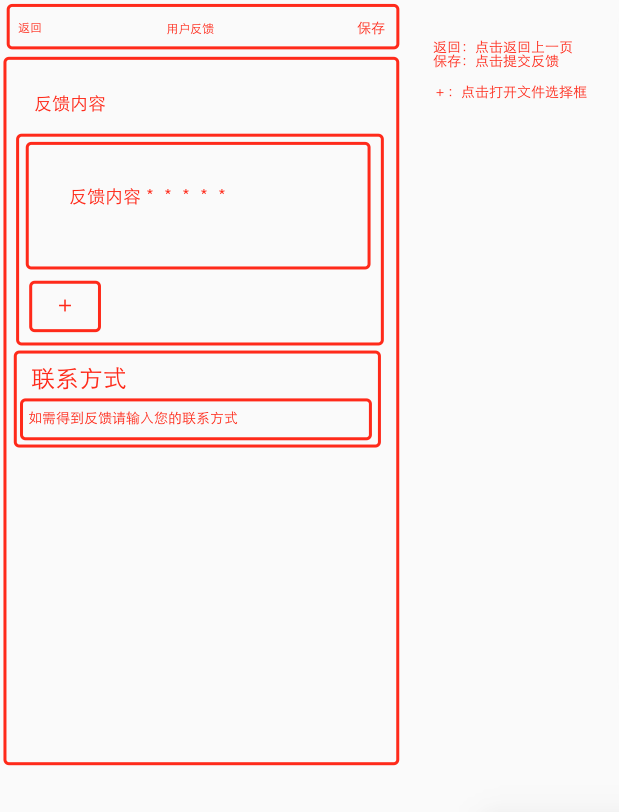 返回 用户反馈 保存
反馈内容
反馈内容 * * * * *
+
联系方式
如需得到反馈请输入您的联系方式
返回：点击返回上一页
保存：点击提交反馈
+：点击打开文件选择框